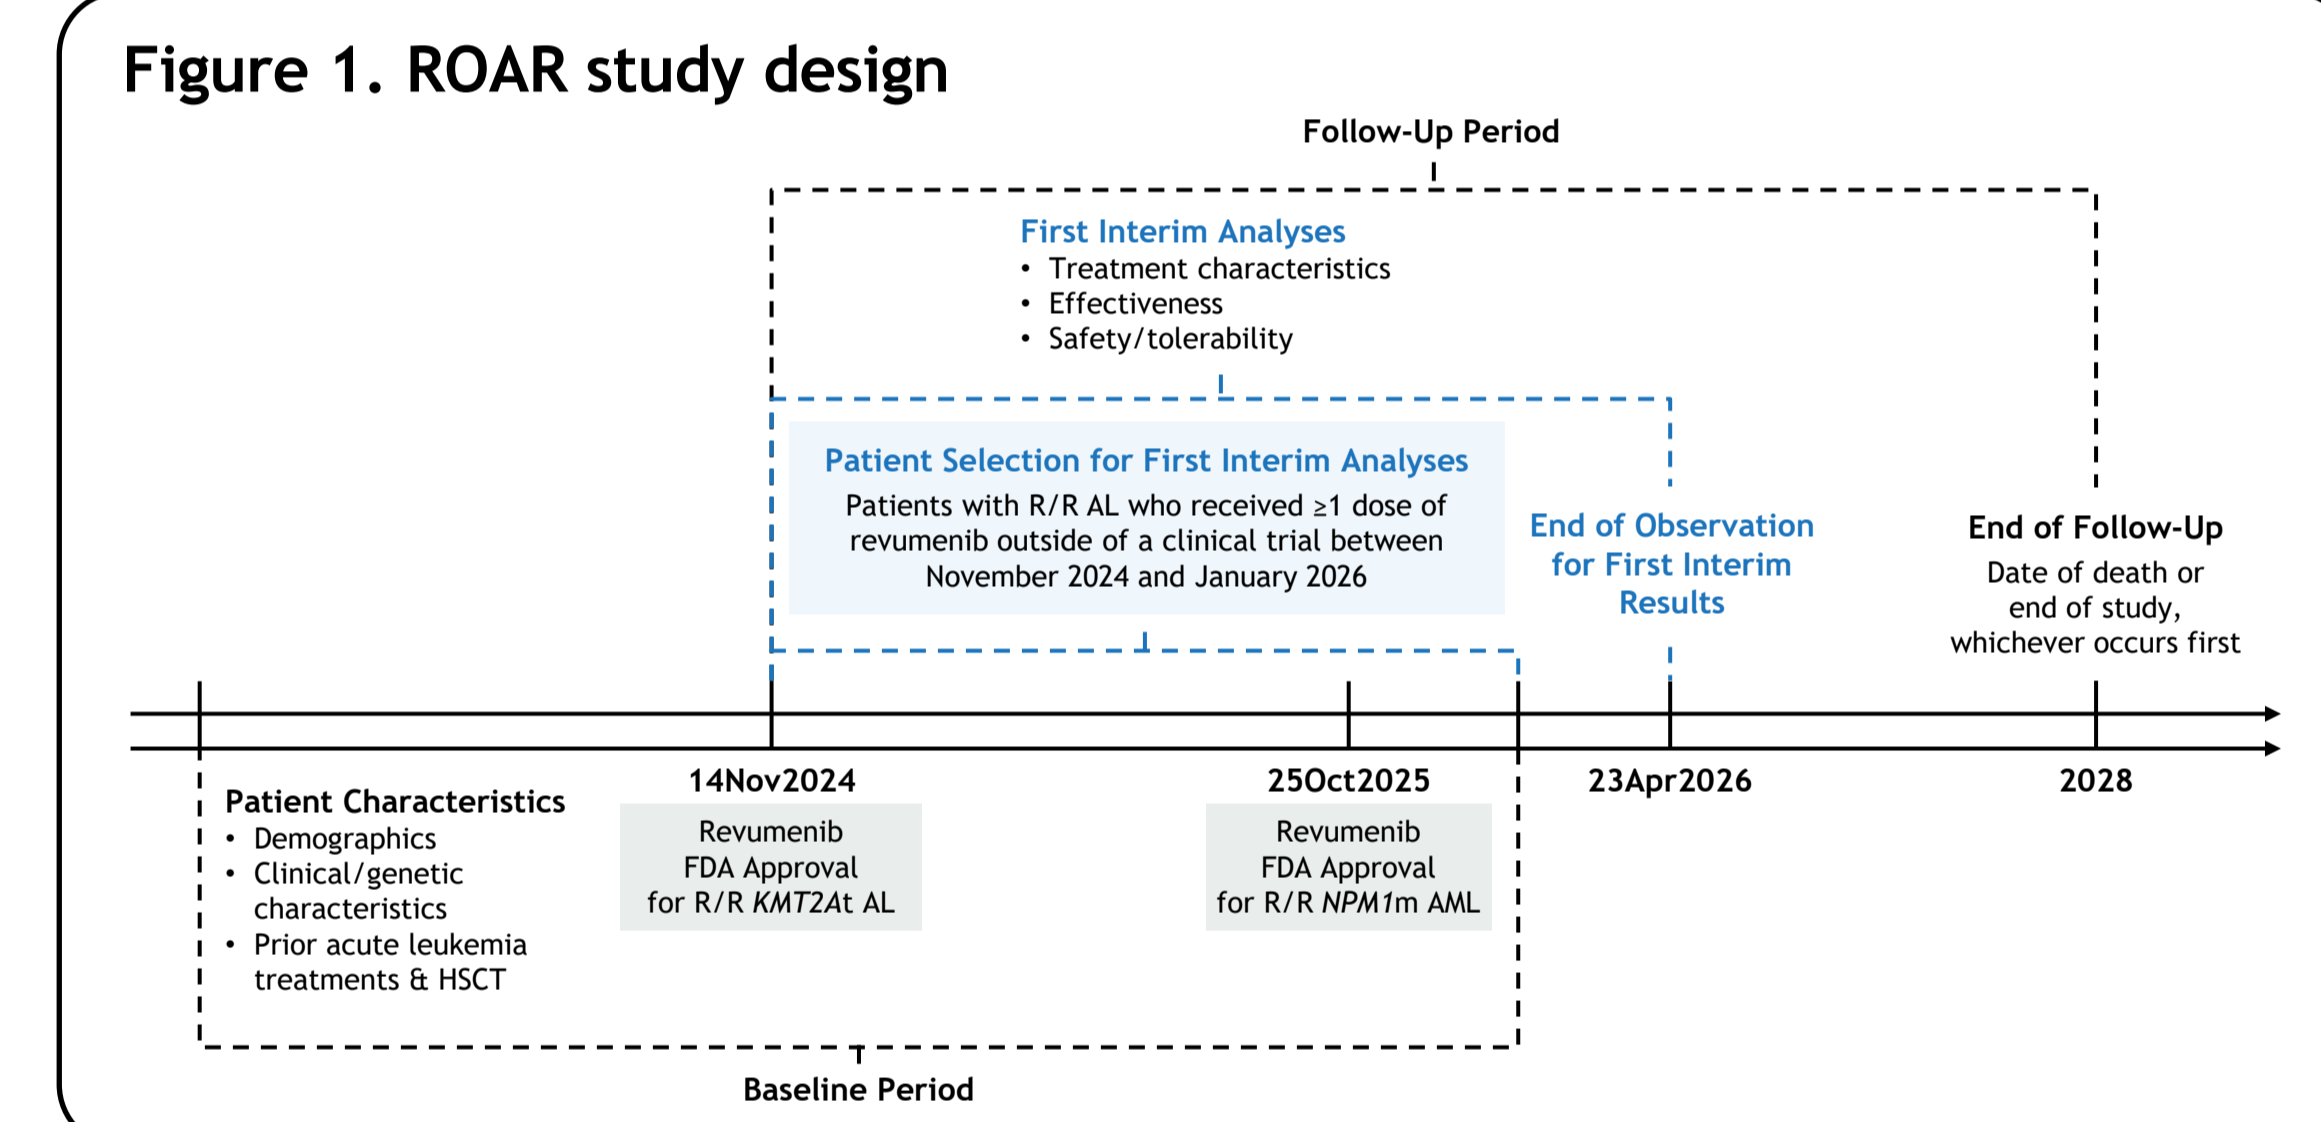 Figure 1. ROAR study design
Follow-Up Period
First Interim Analyses
• Treatment characteristics
• Effectiveness
• Safety/tolerability
Patient Selection for First Interim Analyses
Patients with R/R AL who received ≥1 dose of
revumenib outside of a clinical trial between
November 2024 and January 2026
End of Observation
for First Interim
Results
End of Follow-Up
Date of death or
end of study,
whichever occurs first
14Nov2024
25Oct2025
23Apr2026
2028
Patient Characteristics
• Demographics
• Clinical/genetic
characteristics
• Prior acute leukemia
treatments & HSCT
Revumenib
FDA Approval
for R/R KMT2At AL
Revumenib
FDA Approval
for R/R NPM1m AML
Baseline Period